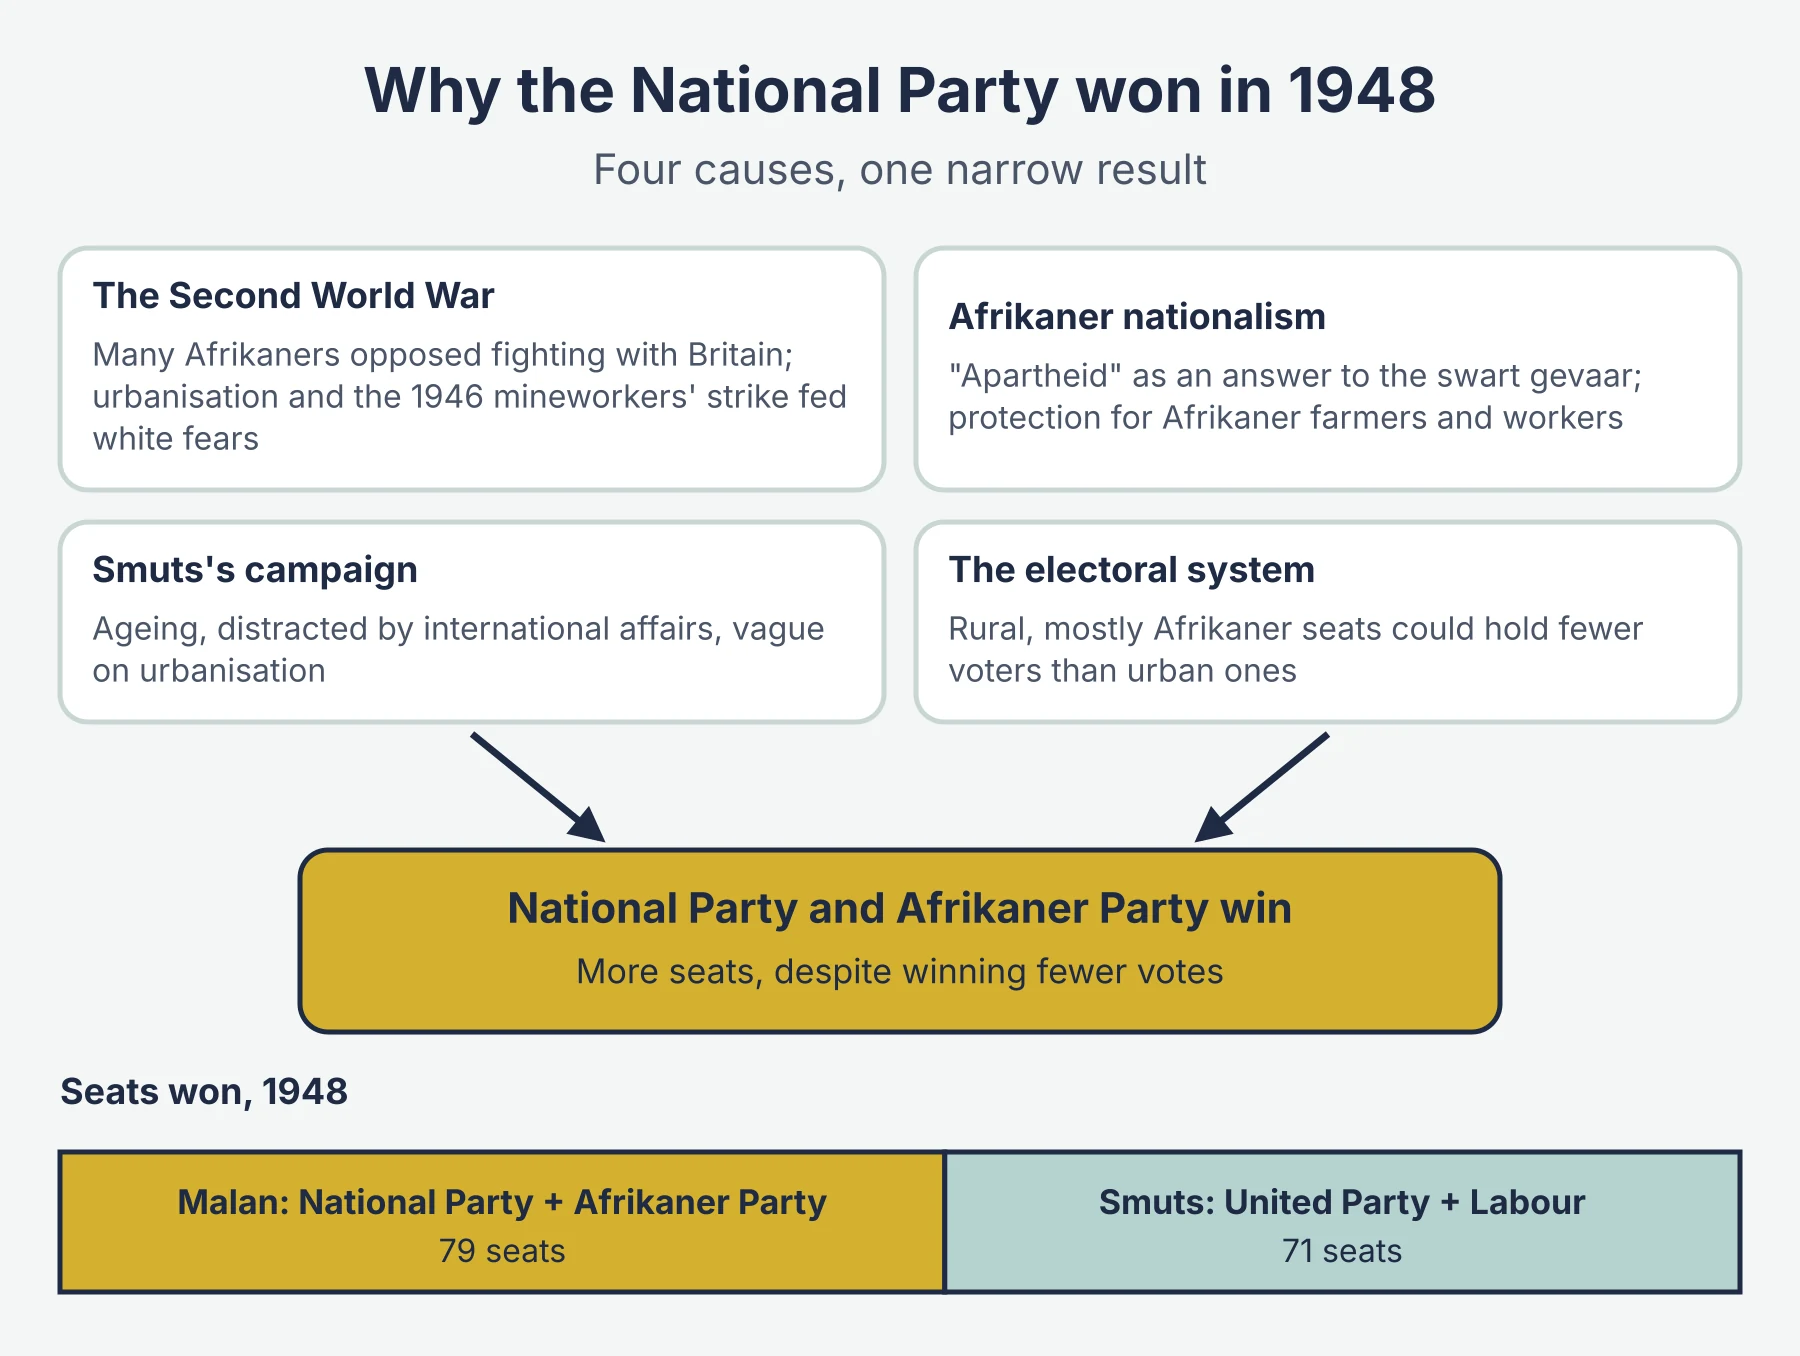 Why the National Party won in 1948
Four causes, one narrow result
The Second World War
Many Afrikaners opposed fighting with Britain;
urbanisation and the 1946 mineworkers' strike fed
white fears
Afrikaner nationalism
"Apartheid" as an answer to the swart gevaar;
protection for Afrikaner farmers and workers
Smuts's campaign
Ageing, distracted by international affairs, vague
on urbanisation
The electoral system
Rural, mostly Afrikaner seats could hold fewer
voters than urban ones
National Party and Afrikaner Party win
More seats, despite winning fewer votes
Seats won, 1948
Malan: National Party + Afrikaner Party
79 seats
Smuts: United Party + Labour
71 seats